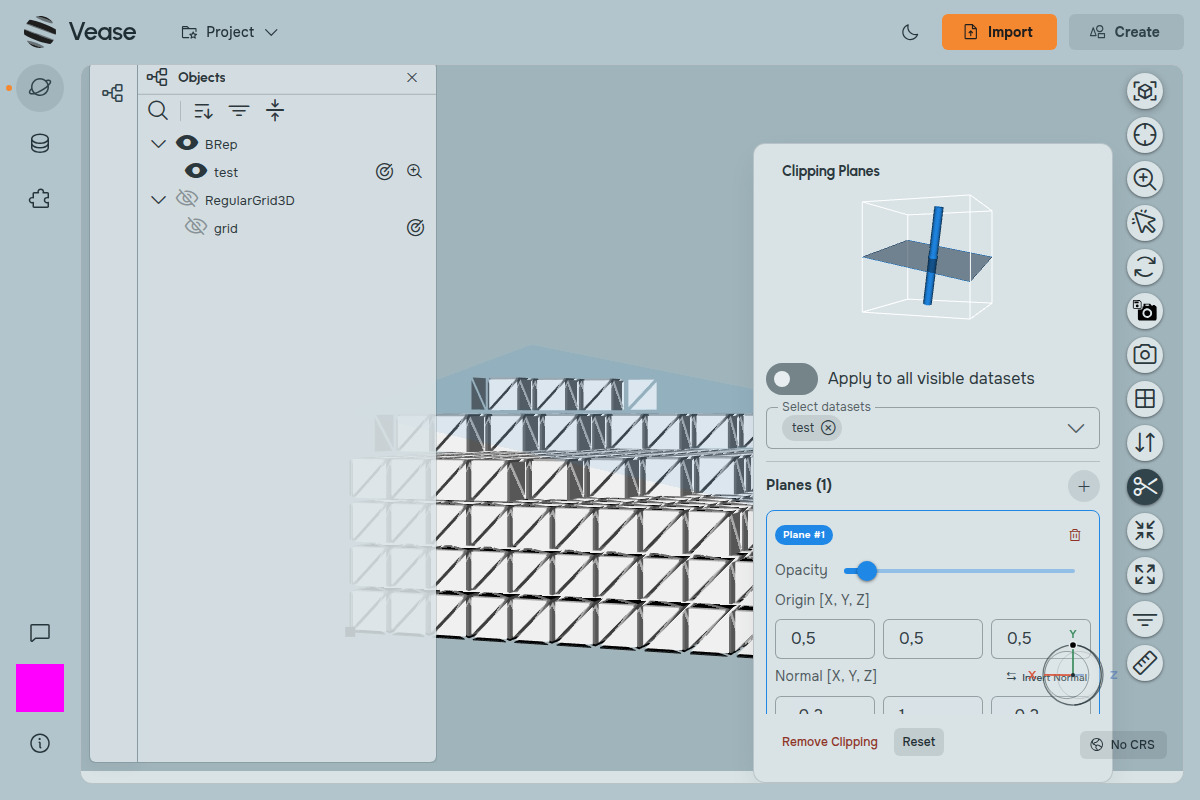 Vease
Project
Import
Create
Objects
BRep
test
RegularGrid3D
grid
Clipping Planes
Apply to all visible datasets
Select datasets
test
Planes (1)
Plane #1
Opacity
Origin [X, Y, Z]
0,5
0,5
0,5
Y
Normal [X, Y, Z]
Invert Normal
X
Z
Remove Clipping
Reset
No CRS